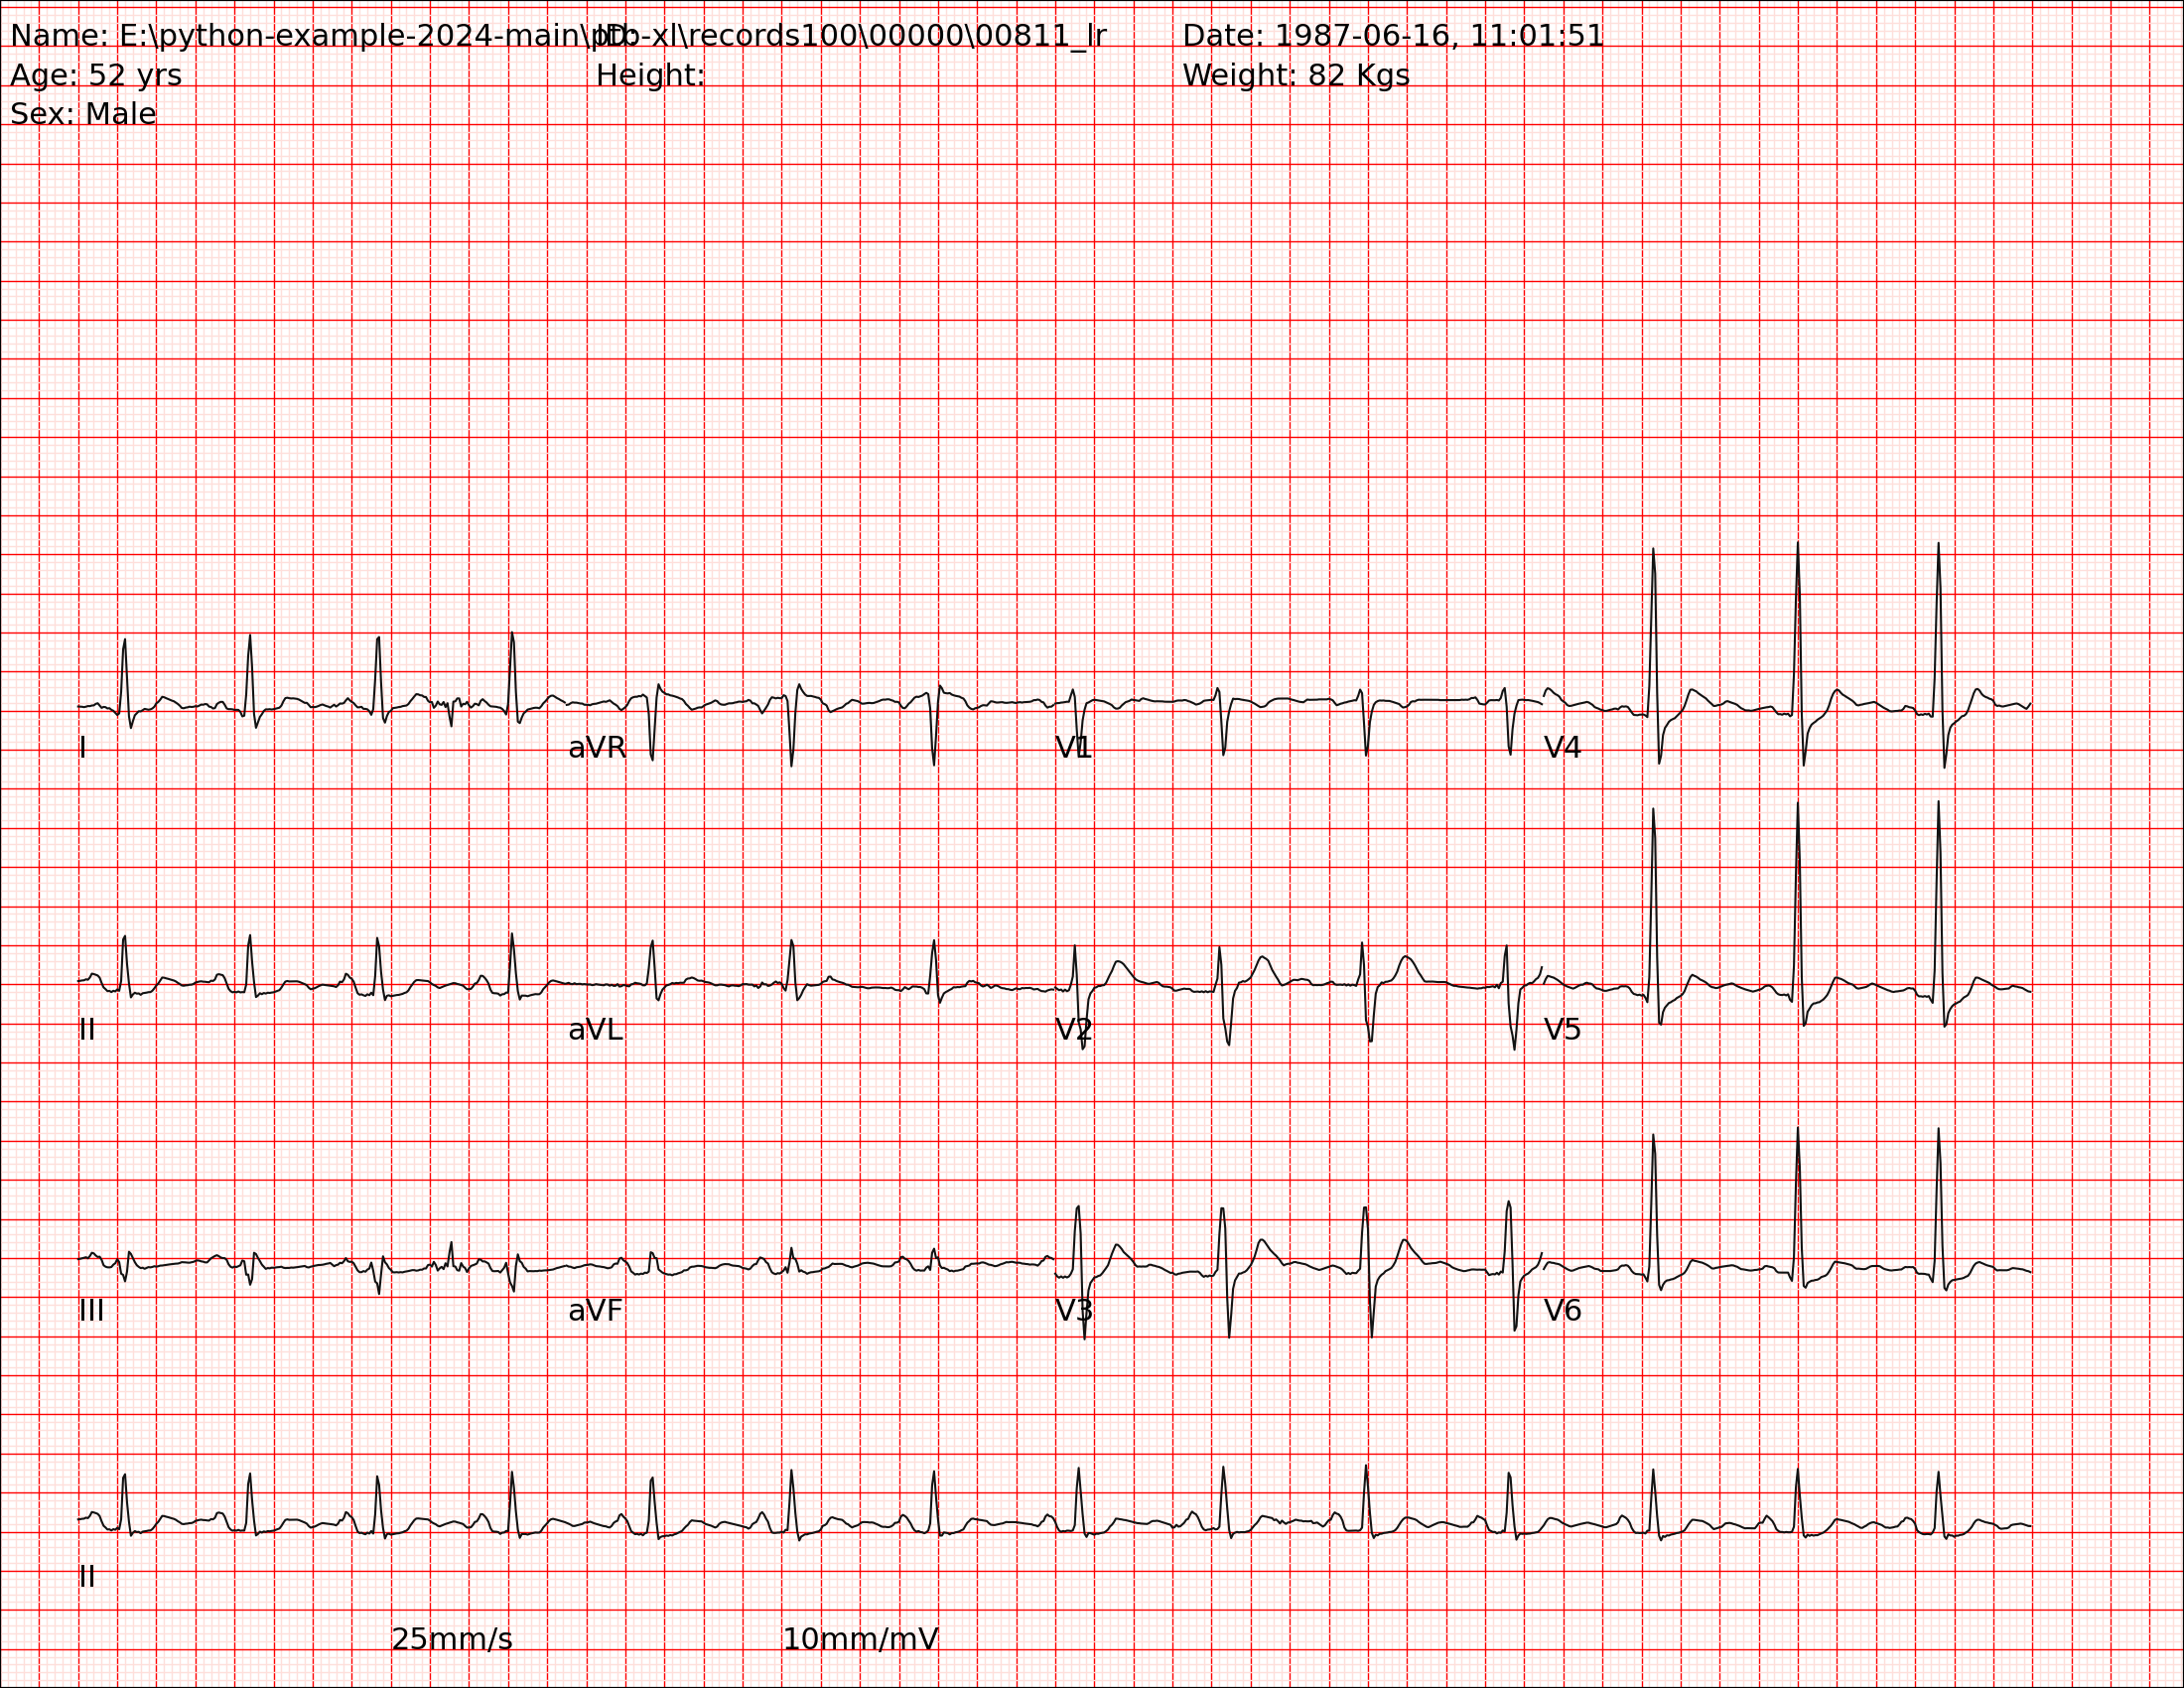 Name: E:\python-example-2024-main\ptb-xl\records100\00000\00811_lr ID: Date: 1987-06-16, 11:01:51
Age: 52 yrs Height: Weight: 82 Kgs
Sex: Male
I aVR V1 V4
II aVL V2 V5
III aVF V3 V6
II
25mm/s 10mm/mV